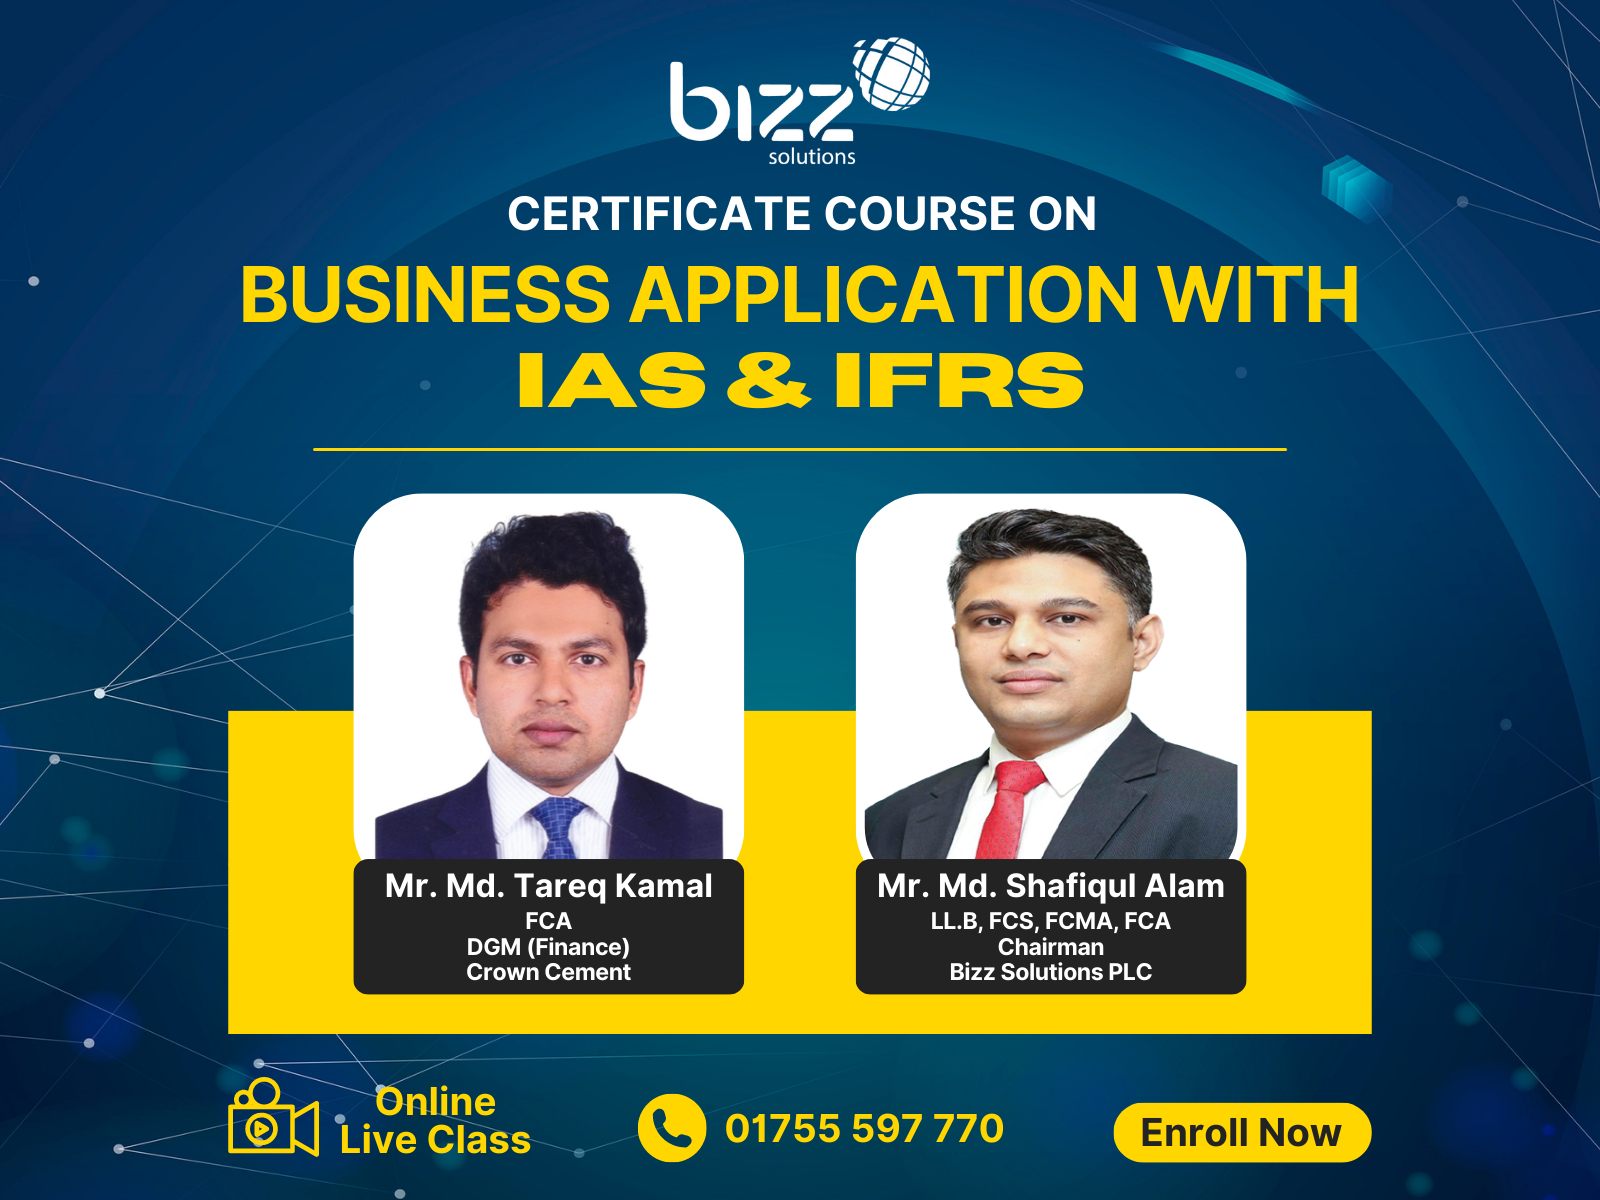 bizz
solutions
CERTIFICATE COURSE ON
BUSINESS APPLICATION WITH
IAS & IFRS
Mr. Md. Tareq Kamal
FCA
DGM (Finance)
Crown Cement
Mr. Md. Shafiqul Alam
LL.B, FCS, FCMA, FCA
Chairman
Bizz Solutions PLC
Online
Live Class
01755 597 770
Enroll Now